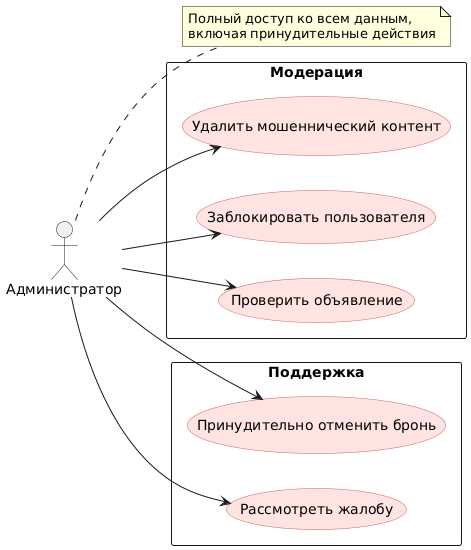 Полный доступ ко всем данным,
включая принудительные действия
Модерация
Удалить мошеннический контент
Заблокировать пользователя
Проверить объявление
Администратор
Поддержка
Принудительно отменить бронь
Рассмотреть жалобу